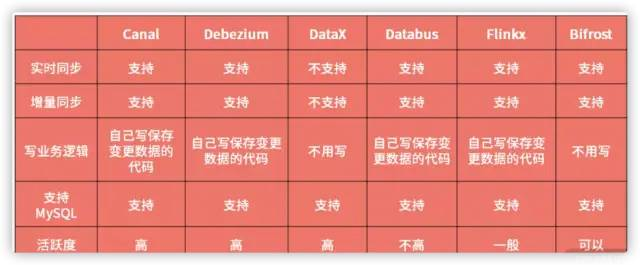 Canal Debezium DataX Databus Flinkx Bifrost
实时同步 支持 支持 不支持 支持 支持 支持
增量同步 支持 支持 不支持 支持 支持 支持
写业务逻辑 自己写保存变更数据的代码 自己写保存变更数据的代码 不用写 自己写保存变更数据的代码 自己写保存变更数据的代码 不用写
支持MySQL 支持 支持 支持 支持 支持 支持
活跃度 高 高 高 不高 一般 可以